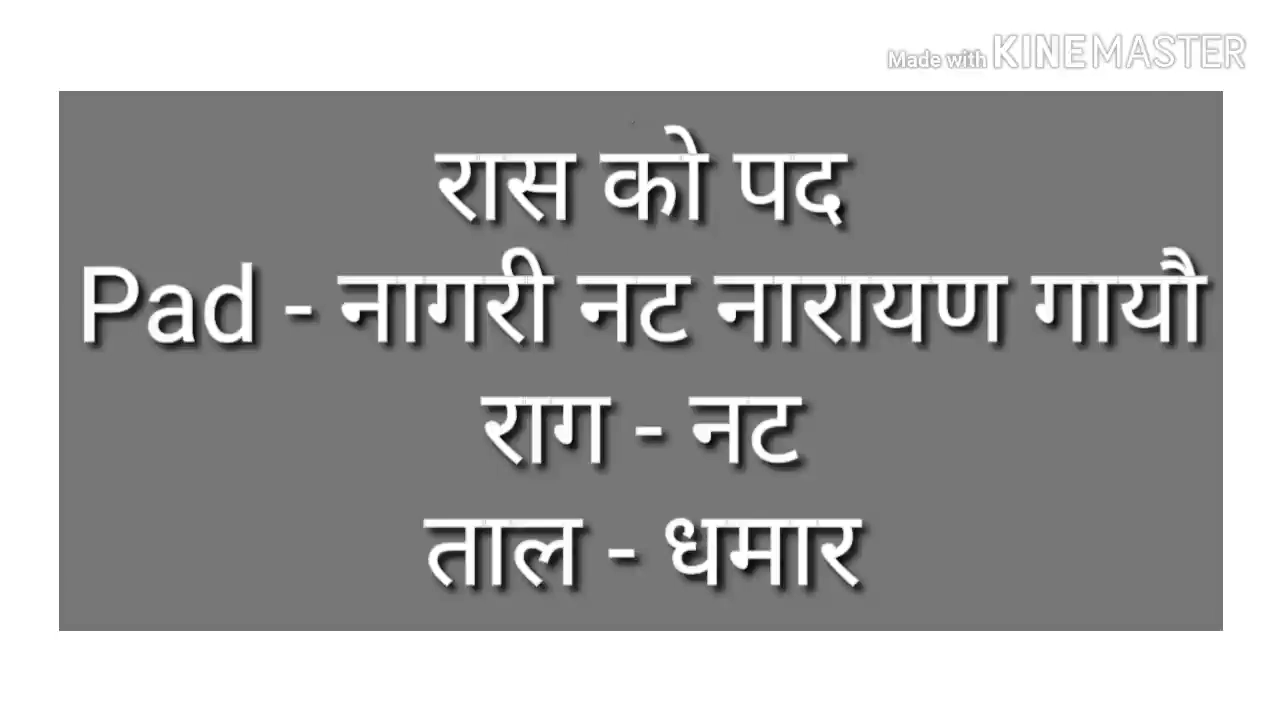 Made with KINEMASTER
रास को पद
Pad - नागरी नट नारायण गायौ
राग - नट
ताल - धमार